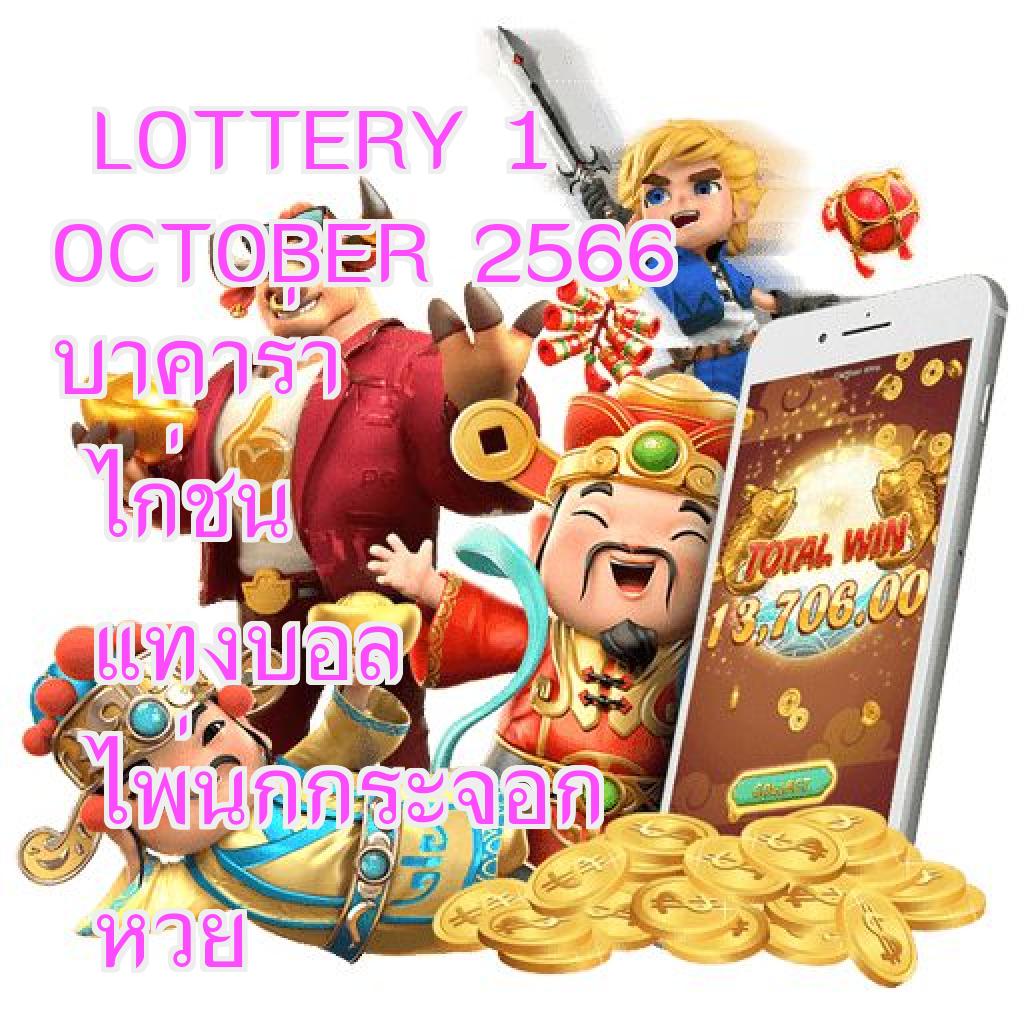 LOTTERY 1
OCTOBER 2566
บาคารา
ไก่ชน
แทงบอล
ไพ่นกกระจอก
หวย
TOTAL WIN
13,706.00